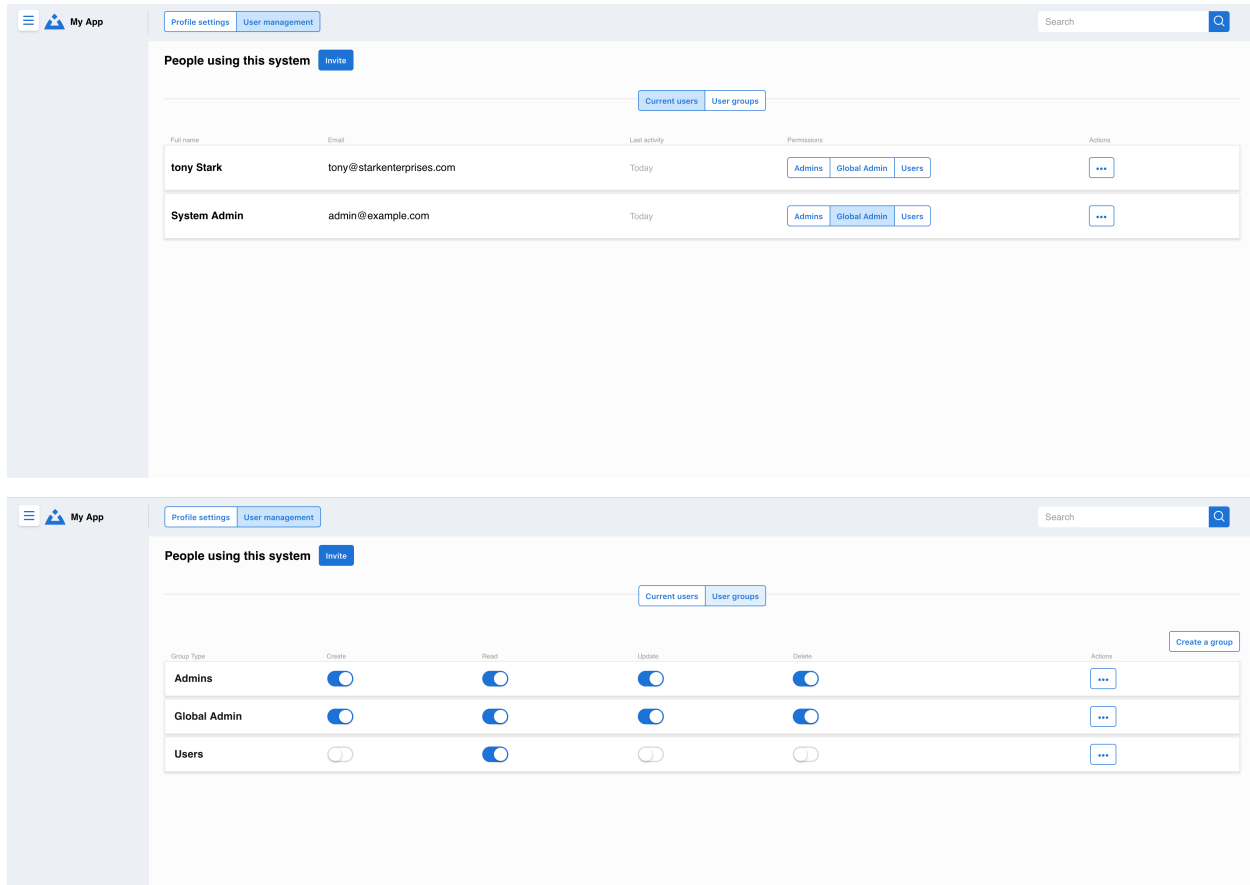 My App
Profile settings User management
Search
People using this system Invite
Current users User groups
Full name Email Last activity Permissions Actions
tony Stark tony@starkenterprises.com Today Admins Global Admin Users
System Admin admin@example.com Today Admins Global Admin Users
My App
Profile settings User management
Search
People using this system Invite
Current users User groups
Create a group
Group Type Create Read Update Delete Actions
Admins
Global Admin
Users